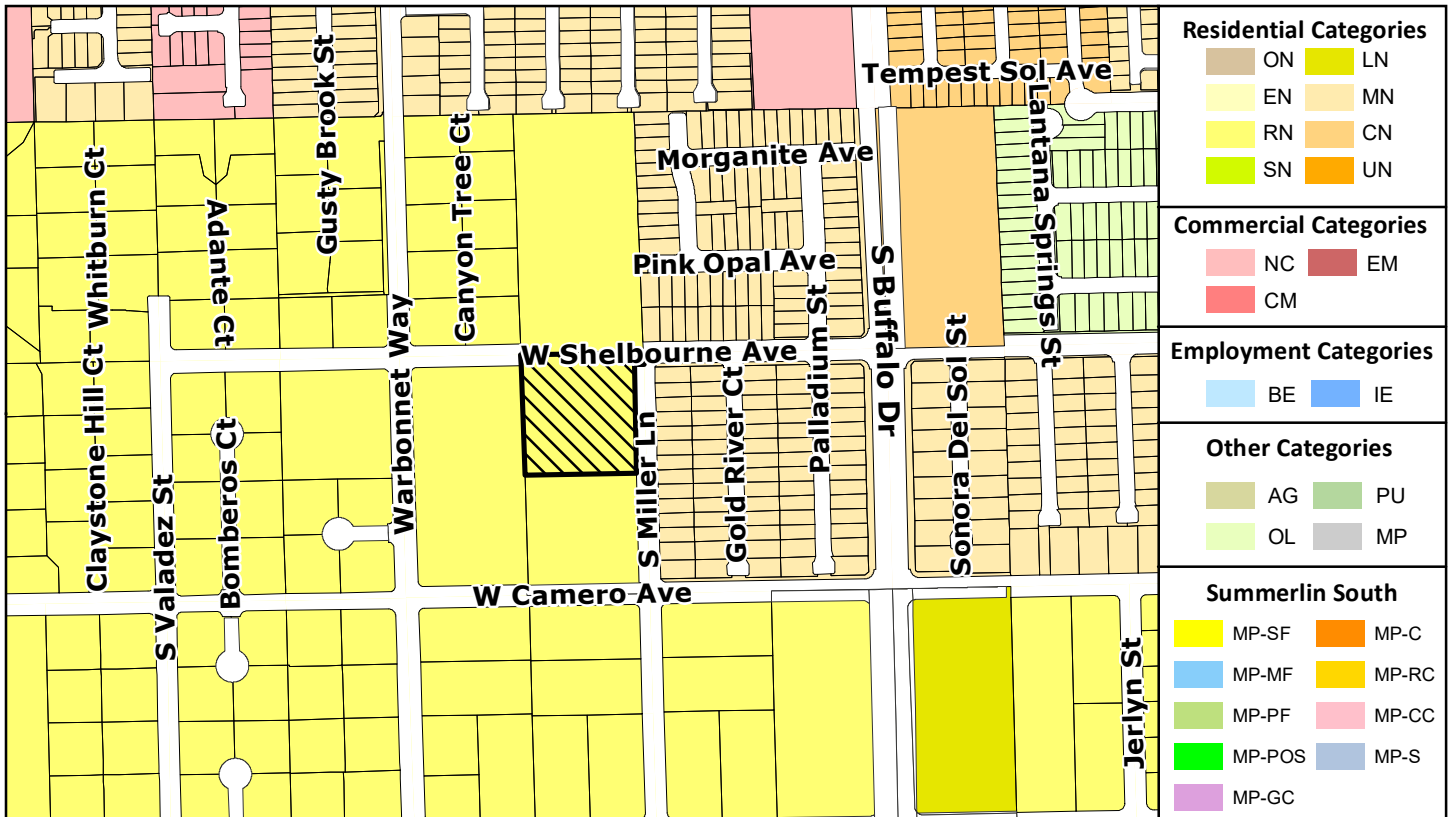 Tempest Sol Ave
Gusty Brook St
Lantana Springs St
Morganite Ave
Canyon Tree Ct
Claystone Hill Ct
Whitburn Ct
Adante Ct
Pink Opal Ave
S Buffalo Dr
Palladium St
Warbonnet Way
W Shelbourne Ave
Sonora Del Sol St
Gold River Ct
S Miller Ln
Bomberos Ct
S Valadez St
W Camero Ave
Jerlyn St
Residential Categories
ON LN
EN MN
RN CN
SN UN
Commercial Categories
NC EM
CM
Employment Categories
BE IE
Other Categories
AG PU
OL MP
Summerlin South
MP-SF MP-C
MP-MF MP-RC
MP-PF MP-CC
MP-POS MP-S
MP-GC